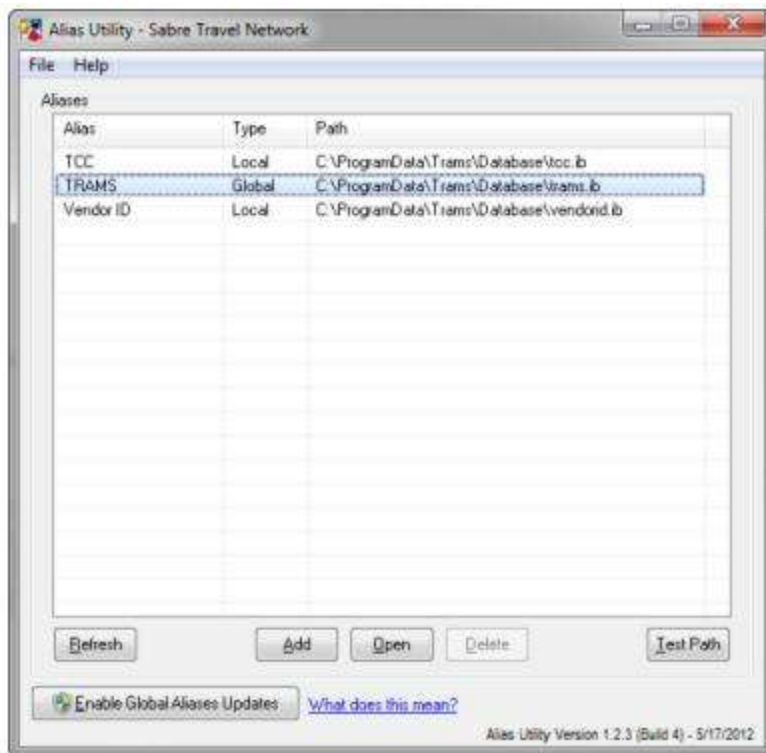 Alias Utility - Sabre Travel Network
File Help
Aliases
Alias Type Path
TCC Local C:\ProgramData\Trams\Database\tcc.ib
TRAMS Global C:\ProgramData\Trams\Database\trams.ib
Vendor ID Local C:\ProgramData\Trams\Database\vendorid.ib
Refresh Add Open Delete Test Path
Enable Global Aliases Updates What does this mean?
Alias Utility Version 1.2.3 (Build 4) - 5/17/2012